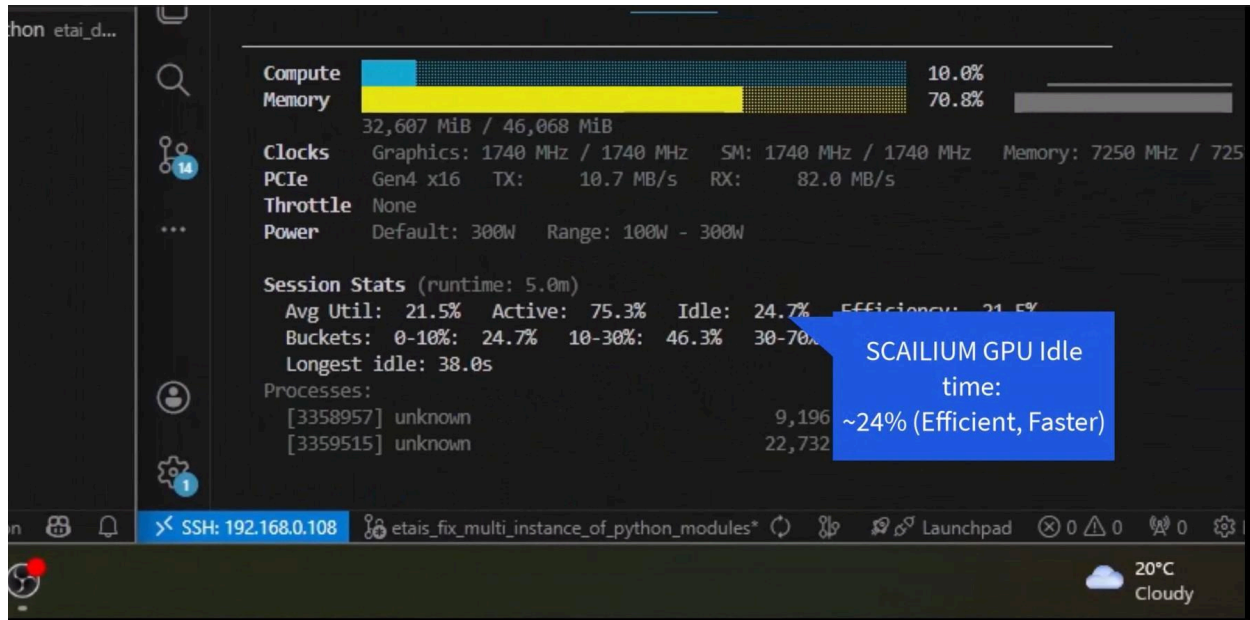 hon etai_d...
Compute 10.0%
Memory 70.8%
32,607 MiB / 46,068 MiB
Clocks Graphics: 1740 MHz / 1740 MHz SM: 1740 MHz / 1740 MHz Memory: 7250 MHz / 725
PCIe Gen4 x16 TX: 10.7 MB/s RX: 82.0 MB/s
Throttle None
Power Default: 300W Range: 100W - 300W
Session Stats (runtime: 5.0m)
Avg Util: 21.5% Active: 75.3% Idle: 24.7% Efficiency: 21.5%
Buckets: 0-10%: 24.7% 10-30%: 46.3% 30-70%
Longest idle: 38.0s
Processes:
[3358957] unknown 9,196
[3359515] unknown 22,732
SCAILIUM GPU Idle
time:
~24% (Efficient, Faster)
14
1
SSH: 192.168.0.108 etais_fix_multi_instance_of_python_modules* Launchpad 0 0 0
20°C
Cloudy